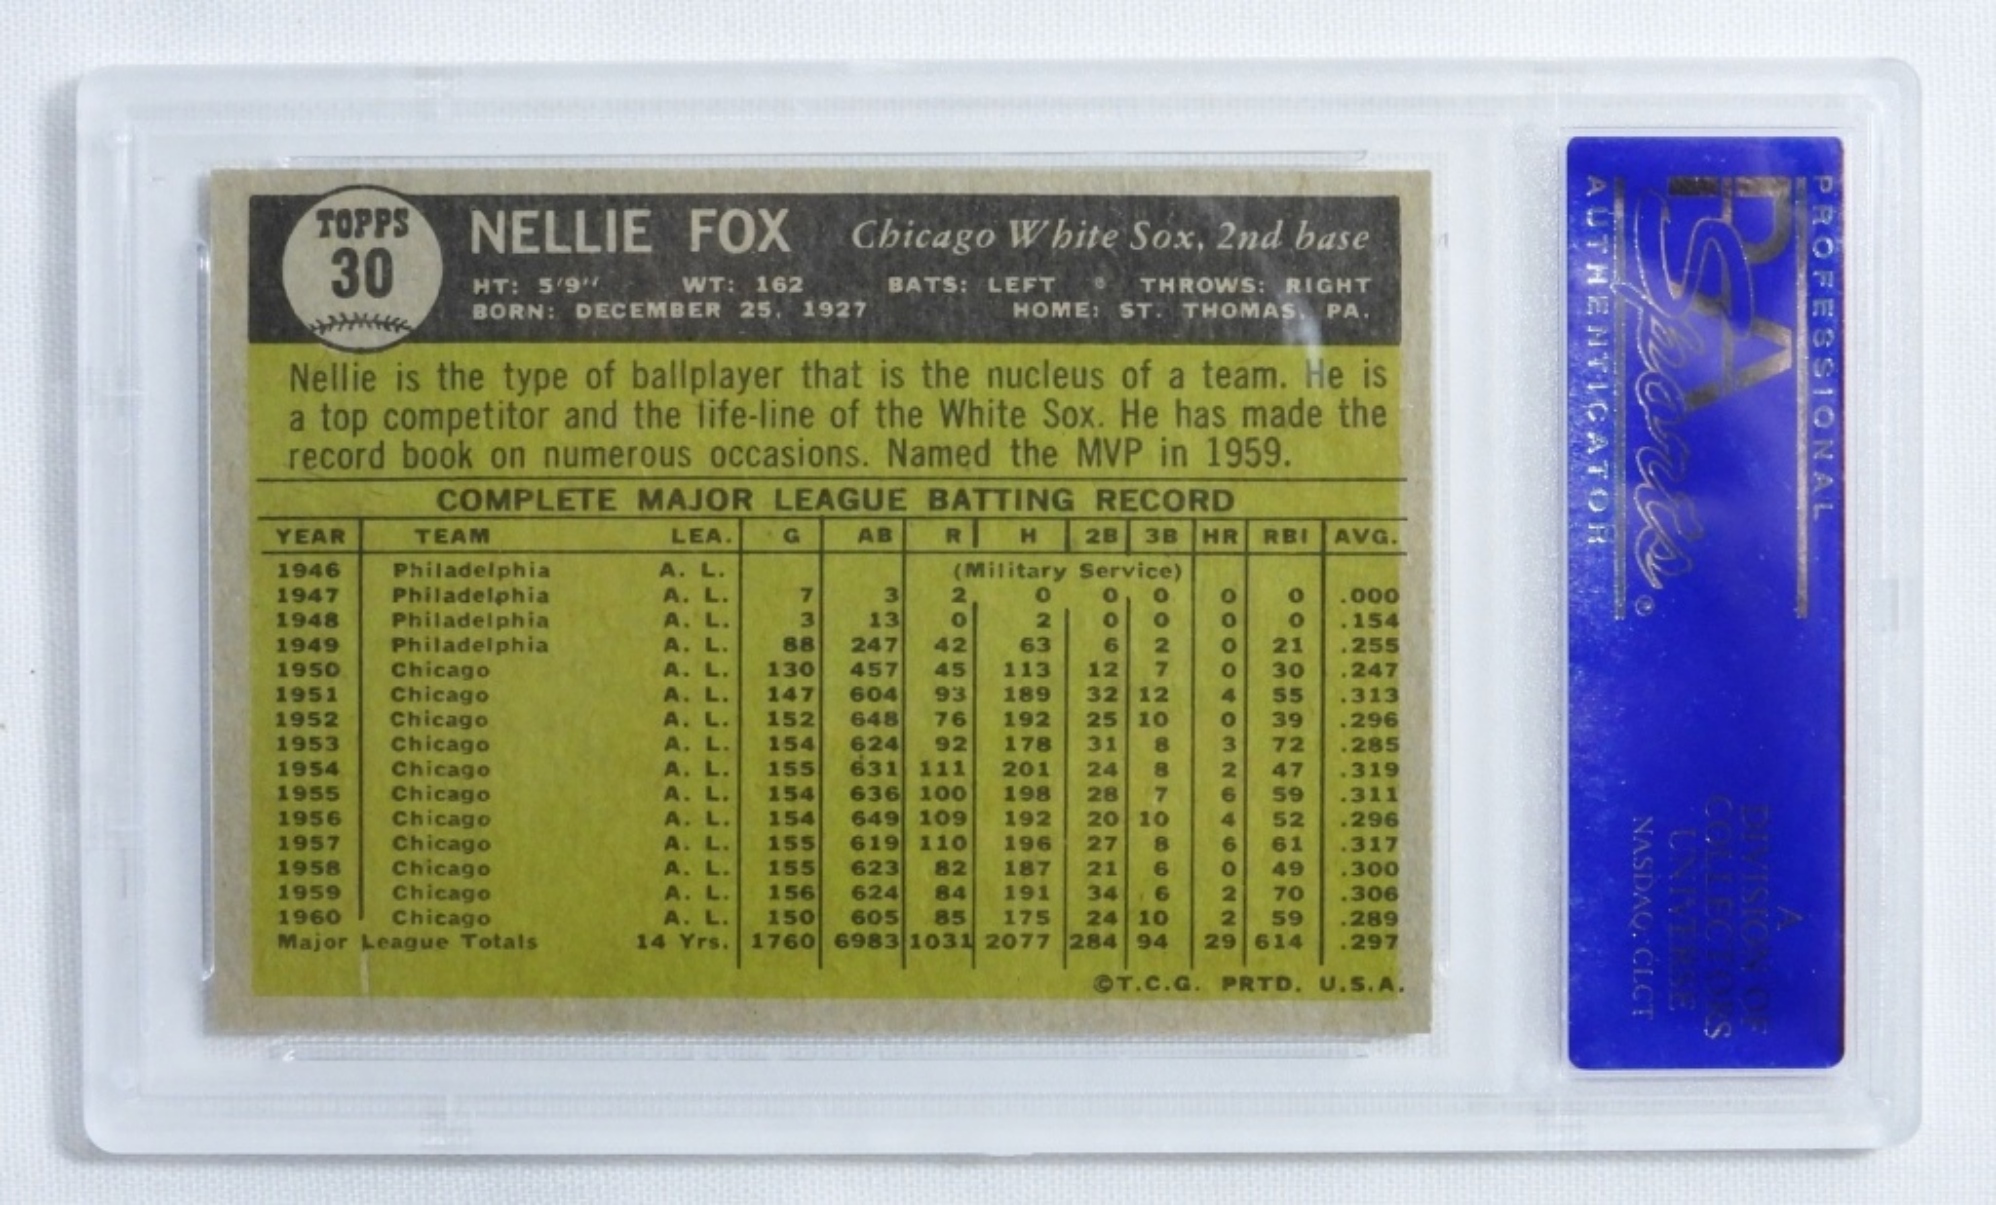 TOPPS
30
NELLIE FOX Chicago White Sox, 2nd base
HT: 5'9" WT: 162 BATS: LEFT • THROWS: RIGHT
BORN: DECEMBER 25, 1927 HOME: ST. THOMAS, PA.
Nellie is the type of ballplayer that is the nucleus of a team. He is
a top competitor and the life-line of the White Sox. He has made the
record book on numerous occasions. Named the MVP in 1959.
COMPLETE MAJOR LEAGUE BATTING RECORD
YEAR TEAM LEA. G AB R H 2B 3B HR RBI AVG.
1946 Philadelphia A. L. (Military Service)
1947 Philadelphia A. L. 7 3 2 0 0 0 0 0 .000
1948 Philadelphia A. L. 3 13 0 2 0 0 0 0 .154
1949 Philadelphia A. L. 88 247 42 63 6 2 0 21 .255
1950 Chicago A. L. 130 457 45 113 12 7 0 30 .247
1951 Chicago A. L. 147 604 93 189 32 12 4 55 .313
1952 Chicago A. L. 152 648 76 192 25 10 0 39 .296
1953 Chicago A. L. 154 624 92 178 31 8 3 72 .285
1954 Chicago A. L. 155 631 111 201 24 8 2 47 .319
1955 Chicago A. L. 154 636 100 198 28 7 6 59 .311
1956 Chicago A. L. 154 649 109 192 20 10 4 52 .296
1957 Chicago A. L. 155 619 110 196 27 8 6 61 .317
1958 Chicago A. L. 155 623 82 187 21 6 0 49 .300
1959 Chicago A. L. 156 624 84 191 34 6 2 70 .306
1960 Chicago A. L. 150 605 85 175 24 10 2 59 .289
Major League Totals 14 Yrs. 1760 6983 1031 2077 284 94 29 614 .297
©T.C.G. PRTD. U.S.A.
PROFESSIONAL
PSA
Sports®
AUTHENTICATOR
A
DIVISION OF
COLLECTORS
UNIVERSE
NASDAQ: CLCT